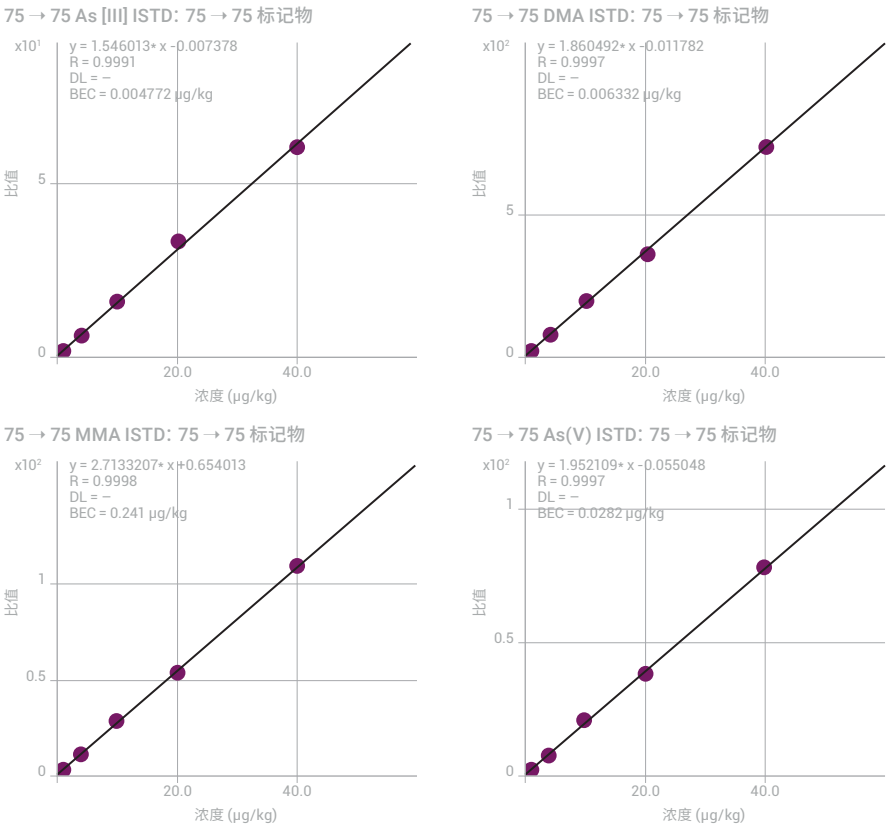 75 → 75 As [III] ISTD: 75 → 75 标记物
x10¹
y = 1.546013* x -0.007378
R = 0.9991
DL = –
BEC = 0.004772 µg/kg
比值
5
0
20.0
40.0
浓度 (µg/kg)
75 → 75 DMA ISTD: 75 → 75 标记物
x10²
y = 1.860492* x -0.011782
R = 0.9997
DL = –
BEC = 0.006332 µg/kg
比值
5
0
20.0
40.0
浓度 (µg/kg)
75 → 75 MMA ISTD: 75 → 75 标记物
x10²
y = 2.7133207* x+0.654013
R = 0.9998
DL = –
BEC = 0.241 µg/kg
1
比值
0.5
0
20.0
40.0
浓度 (µg/kg)
75 → 75 As(V) ISTD: 75 → 75 标记物
x10²
y = 1.952109* x -0.055048
R = 0.9997
DL = –
1
BEC = 0.0282 µg/kg
比值
0.5
0
20.0
40.0
浓度 (µg/kg)